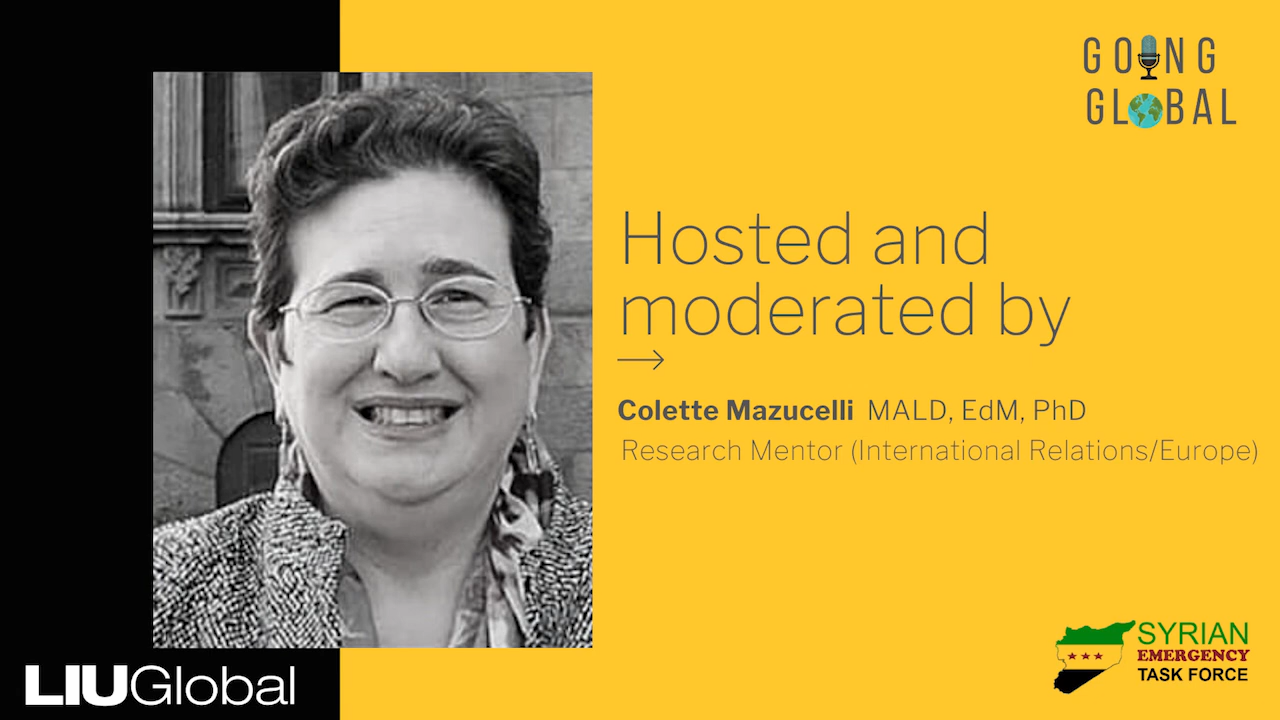 GOING
GLOBAL
Hosted and
moderated by
Colette Mazucelli MALD, EdM, PhD
Research Mentor (International Relations/Europe)
SYRIAN
EMERGENCY
TASK FORCE
LIUGlobal